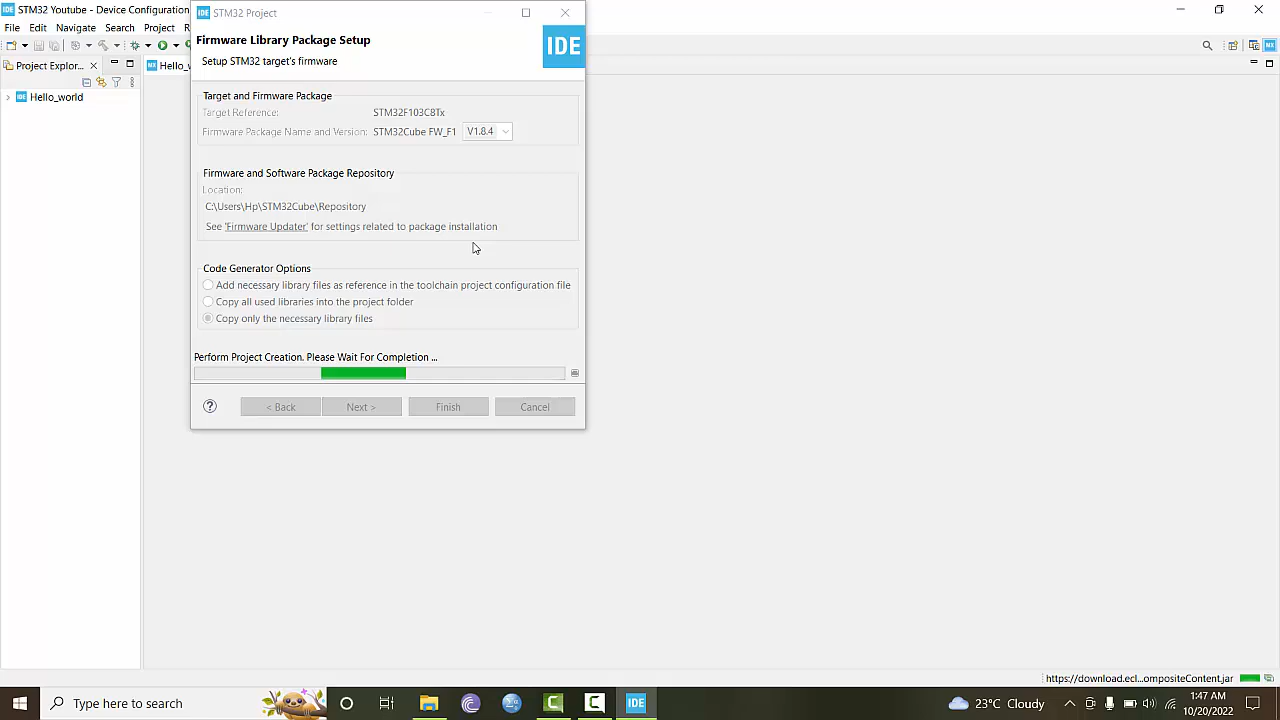 IDE STM32 Youtube - Device Configuration
File Edit Navigate Search Project R
Project Explor...
Hello_w
Hello_world
IDE STM32 Project
Firmware Library Package Setup
Setup STM32 target's firmware
IDE
Target and Firmware Package
Target Reference: STM32F103C8Tx
Firmware Package Name and Version: STM32Cube FW_F1 V1.8.4
Firmware and Software Package Repository
Location:
C:\Users\Hp\STM32Cube\Repository
See 'Firmware Updater' for settings related to package installation
Code Generator Options
Add necessary library files as reference in the toolchain project configuration file
Copy all used libraries into the project folder
Copy only the necessary library files
Perform Project Creation. Please Wait For Completion ...
< Back Next > Finish Cancel
https://download.ecl...ompositeContent.jar
Type here to search
IDE
23°C Cloudy
1:47 AM
10/20/2022